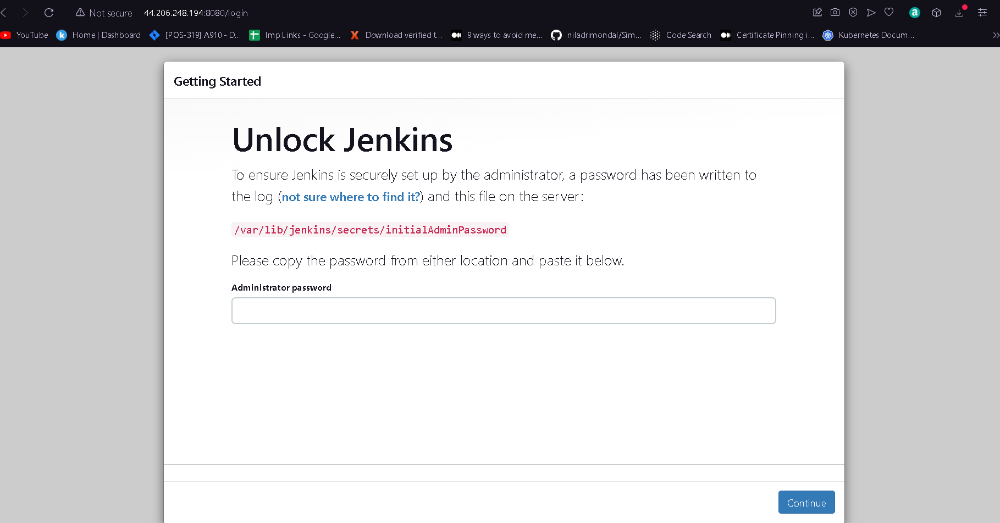 Not secure 44.206.248.194:8080/login
YouTube Home | Dashboard [POS-319] A910 - D... Imp Links - Google... Download verified t... 9 ways to avoid me... niladrimondal/Sim... Code Search Certificate Pinning i... Kubernetes Docum...
Getting Started
Unlock Jenkins
To ensure Jenkins is securely set up by the administrator, a password has been written to
the log (not sure where to find it?) and this file on the server:
/var/lib/jenkins/secrets/initialAdminPassword
Please copy the password from either location and paste it below.
Administrator password
Continue